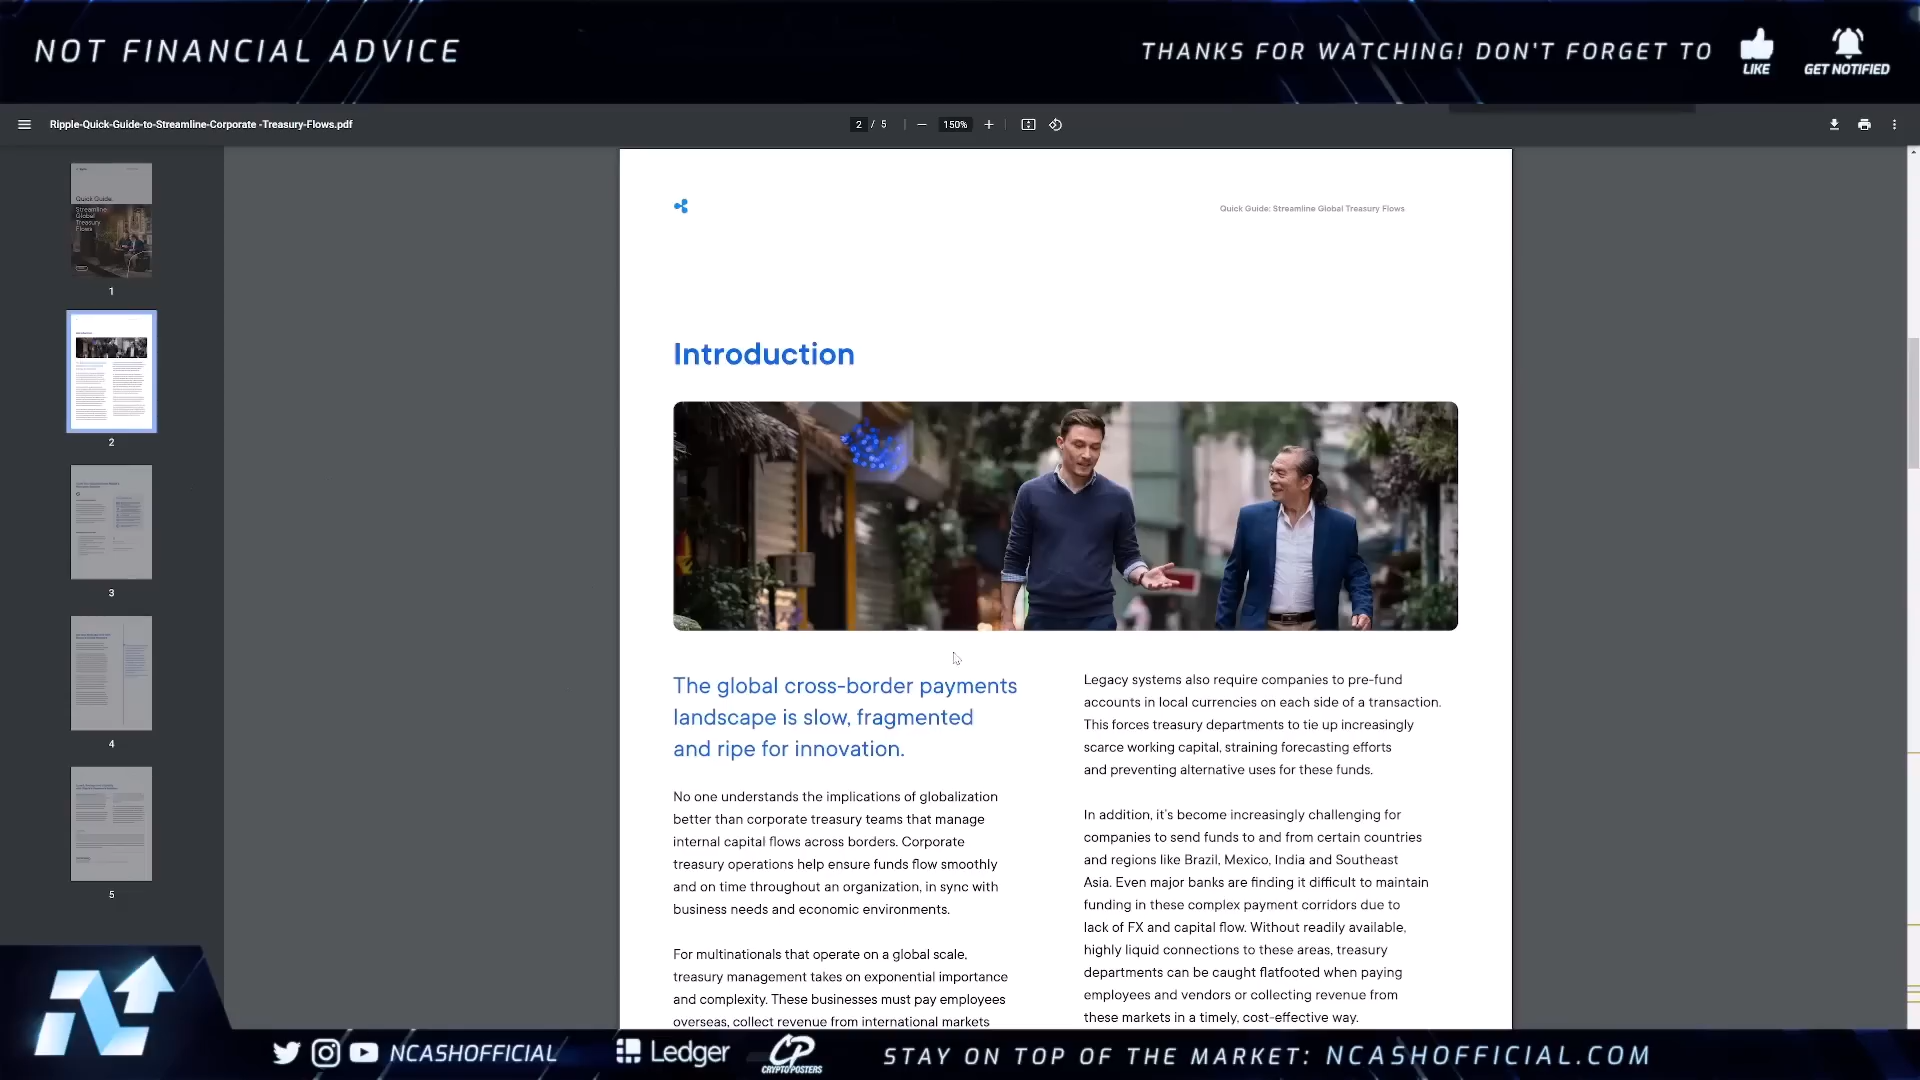 NOT FINANCIAL ADVICE
THANKS FOR WATCHING! DON'T FORGET TO
LIKE
GET NOTIFIED
Ripple-Quick-Guide-to-Streamline-Corporate -Treasury-Flows.pdf
2 / 5
150%
Quick Guide:
Streamline
Global
Treasury
Flows
1
2
3
4
5
Quick Guide: Streamline Global Treasury Flows
Introduction
The global cross-border payments
landscape is slow, fragmented
and ripe for innovation.
No one understands the implications of globalization
better than corporate treasury teams that manage
internal capital flows across borders. Corporate
treasury operations help ensure funds flow smoothly
and on time throughout an organization, in sync with
business needs and economic environments.
For multinationals that operate on a global scale,
treasury management takes on exponential importance
and complexity. These businesses must pay employees
overseas, collect revenue from international markets
Legacy systems also require companies to pre-fund
accounts in local currencies on each side of a transaction.
This forces treasury departments to tie up increasingly
scarce working capital, straining forecasting efforts
and preventing alternative uses for these funds.
In addition, it's become increasingly challenging for
companies to send funds to and from certain countries
and regions like Brazil, Mexico, India and Southeast
Asia. Even major banks are finding it difficult to maintain
funding in these complex payment corridors due to
lack of FX and capital flow. Without readily available,
highly liquid connections to these areas, treasury
departments can be caught flatfooted when paying
employees and vendors or collecting revenue from
these markets in a timely, cost-effective way.
NCASHOFFICIAL
Ledger
CP
CRYPTOPOSTERS
STAY ON TOP OF THE MARKET: NCASHOFFICIAL.COM